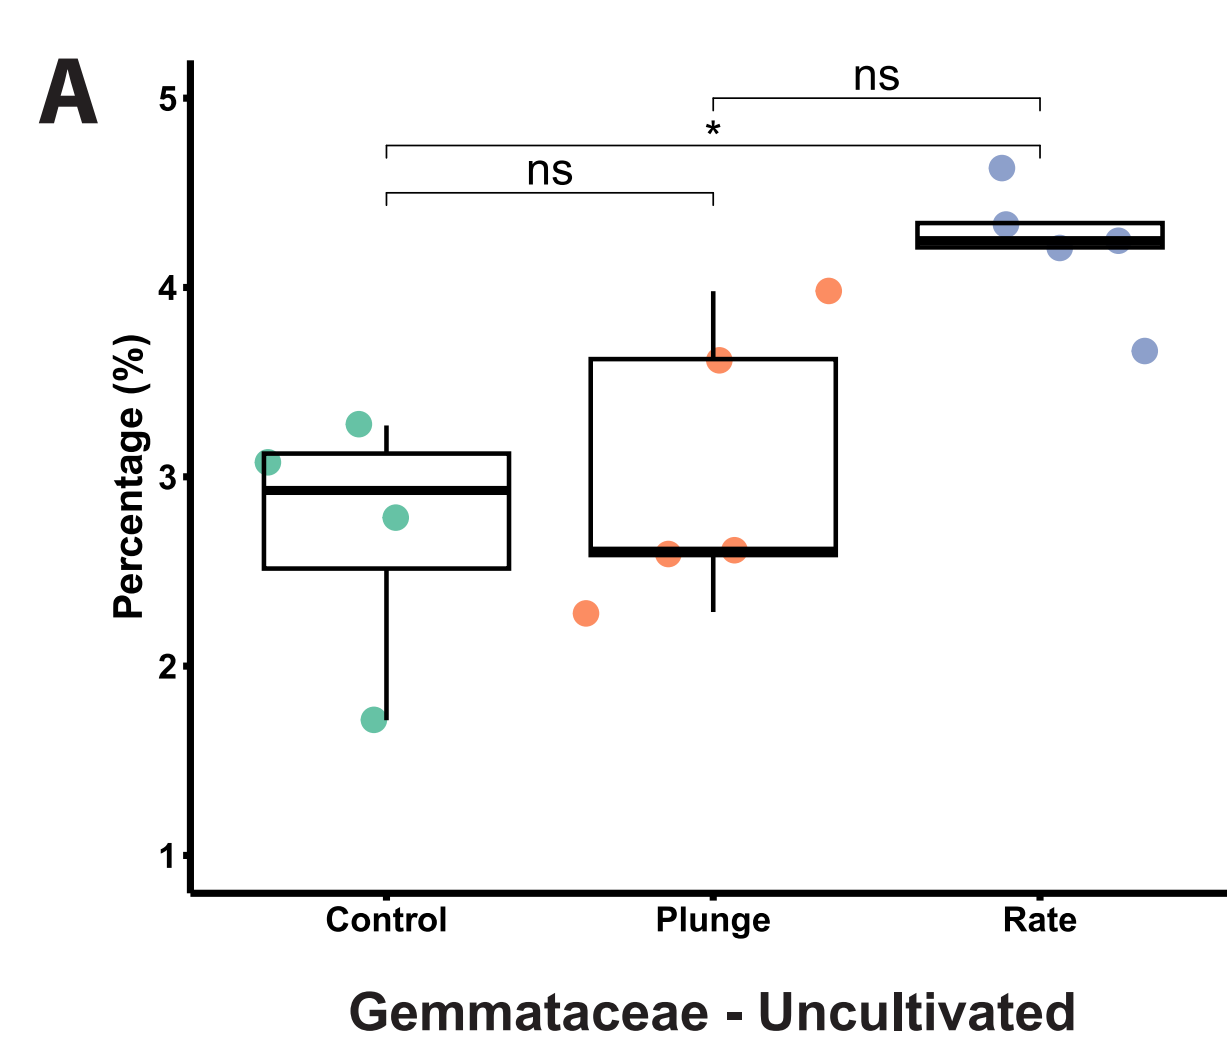 A
ns
*
ns
5
4
3
2
1
Percentage (%)
Control Plunge Rate
Gemmataceae - Uncultivated